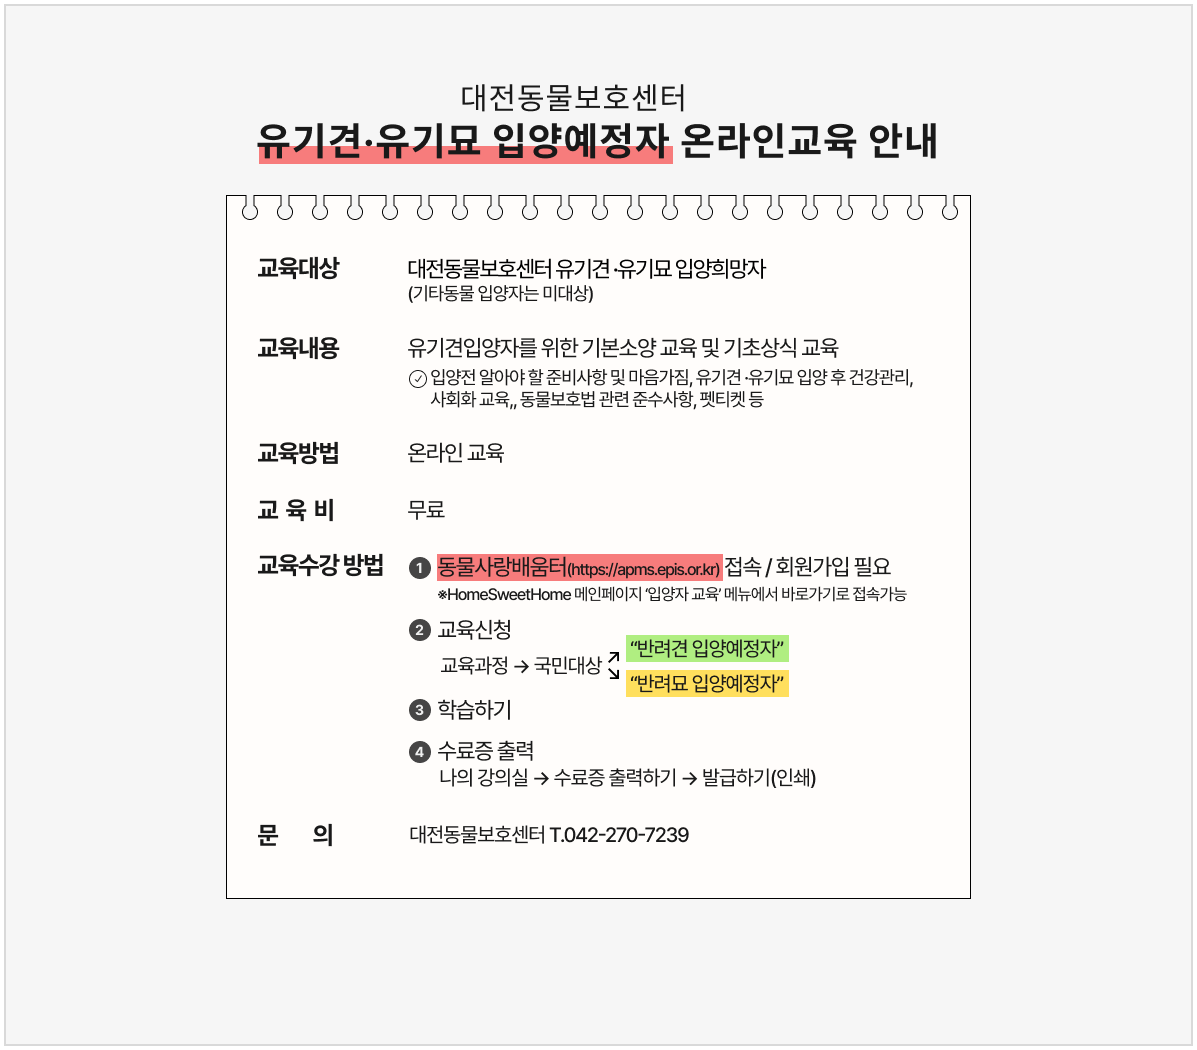 대전동물보호센터
유기견·유기묘 입양예정자 온라인교육 안내
교육대상 대전동물보호센터 유기견 ·유기묘 입양희망자
(기타동물 입양자는 미대상)
교육내용 유기견입양자를 위한 기본소양 교육 및 기초상식 교육
입양전 알아야 할 준비사항 및 마음가짐, 유기견 ·유기묘 입양 후 건강관리,
사회화 교육,, 동물보호법 관련 준수사항, 펫티켓 등
교육방법 온라인 교육
교 육 비 무료
교육수강 방법 1 동물사랑배움터(https://apms.epis.or.kr) 접속 / 회원가입 필요
※HomeSweetHome 메인페이지 '입양자 교육' 메뉴에서 바로가기로 접속가능
2 교육신청
교육과정 → 국민대상 ↗ “반려견 입양예정자”
↘ “반려묘 입양예정자”
3 학습하기
4 수료증 출력
나의 강의실 → 수료증 출력하기 → 발급하기(인쇄)
문 의 대전동물보호센터 T.042-270-7239